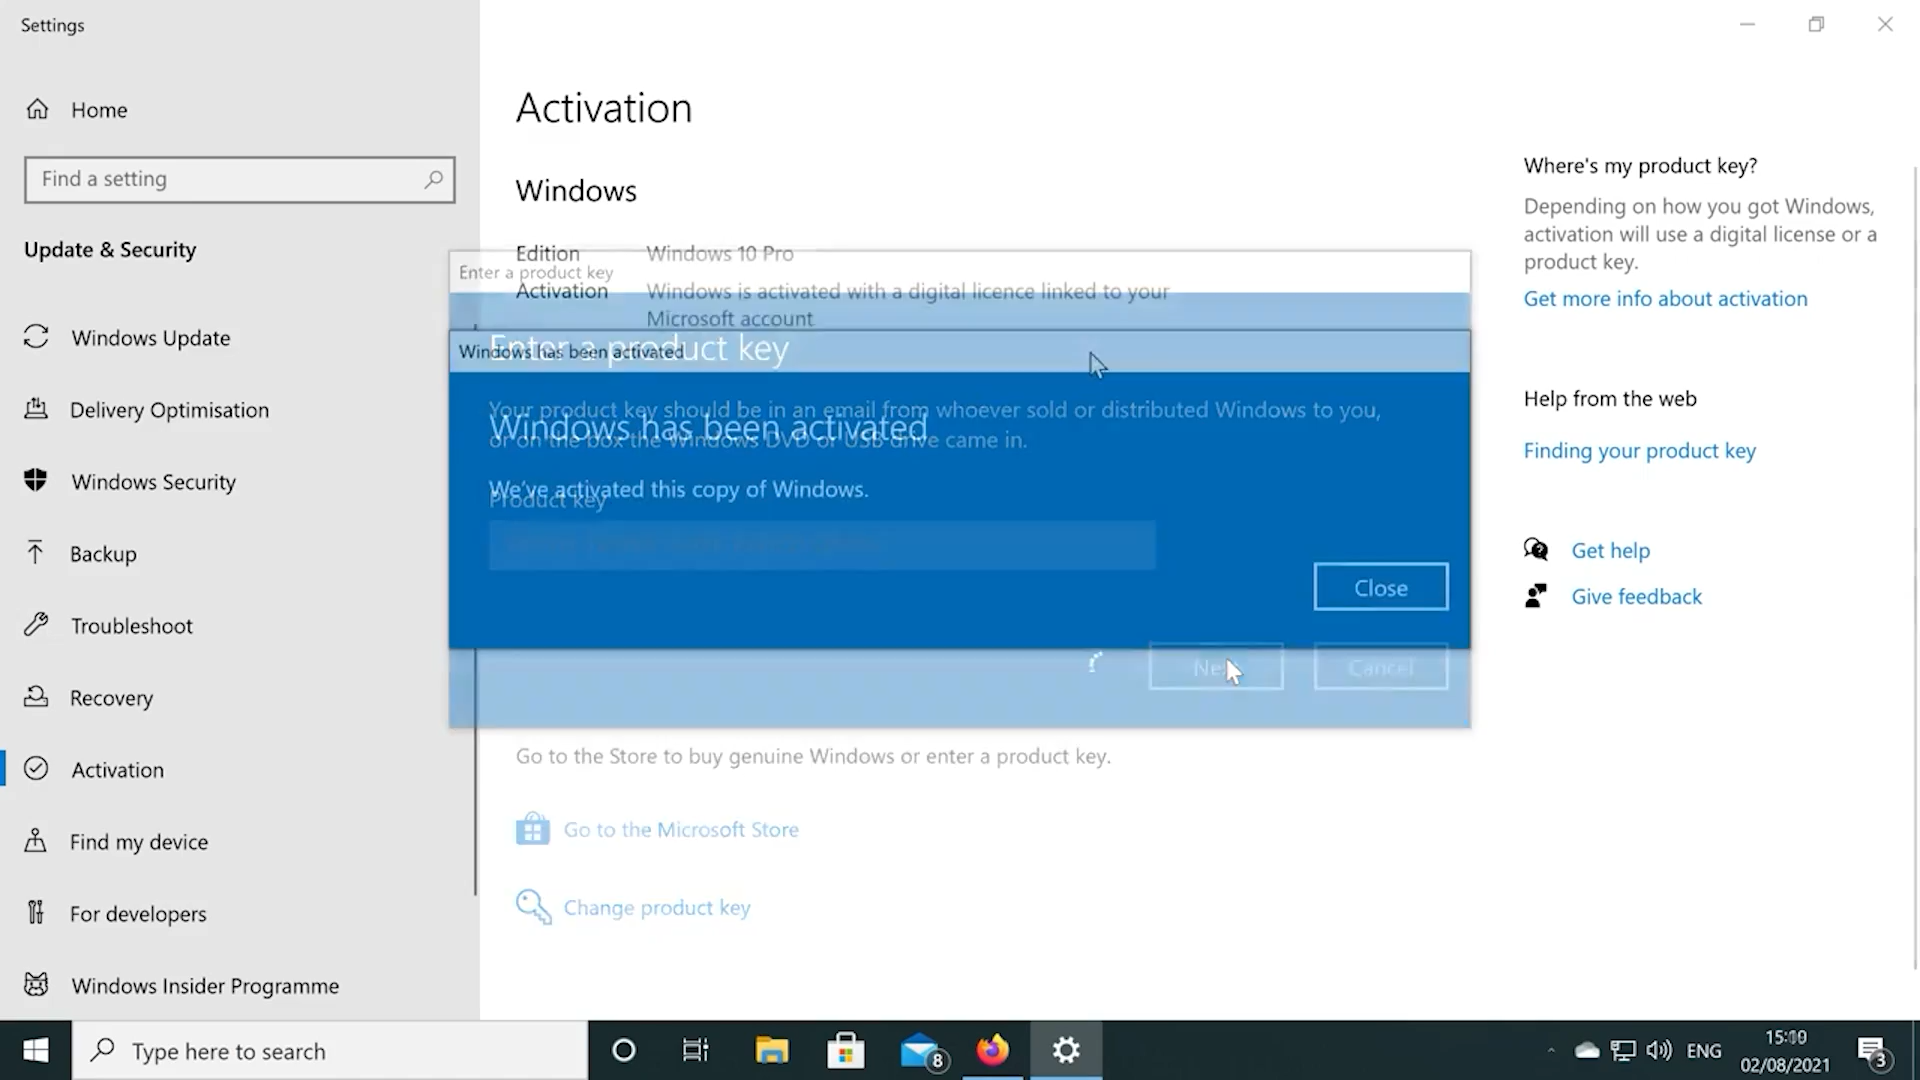 Settings
Home
Find a setting
Update & Security
Windows Update
Delivery Optimisation
Windows Security
Backup
Troubleshoot
Recovery
Activation
Find my device
For developers
Windows Insider Programme
Activation
Windows
Edition Windows 10 Pro
Activation Windows is activated with a digital licence linked to your
Microsoft account
Enter a product key
Enter a product key
Your product key should be in an email from whoever sold or distributed Windows to you,
or on the box the Windows DVD or USB drive came in.
Product key
Next Cancel
Windows has been activated
Windows has been activated
We've activated this copy of Windows.
Close
Go to the Store to buy genuine Windows or enter a product key.
Go to the Microsoft Store
Change product key
Where's my product key?
Depending on how you got Windows,
activation will use a digital license or a
product key.
Get more info about activation
Help from the web
Finding your product key
Get help
Give feedback
Type here to search
8
ENG
02/08/2021
3